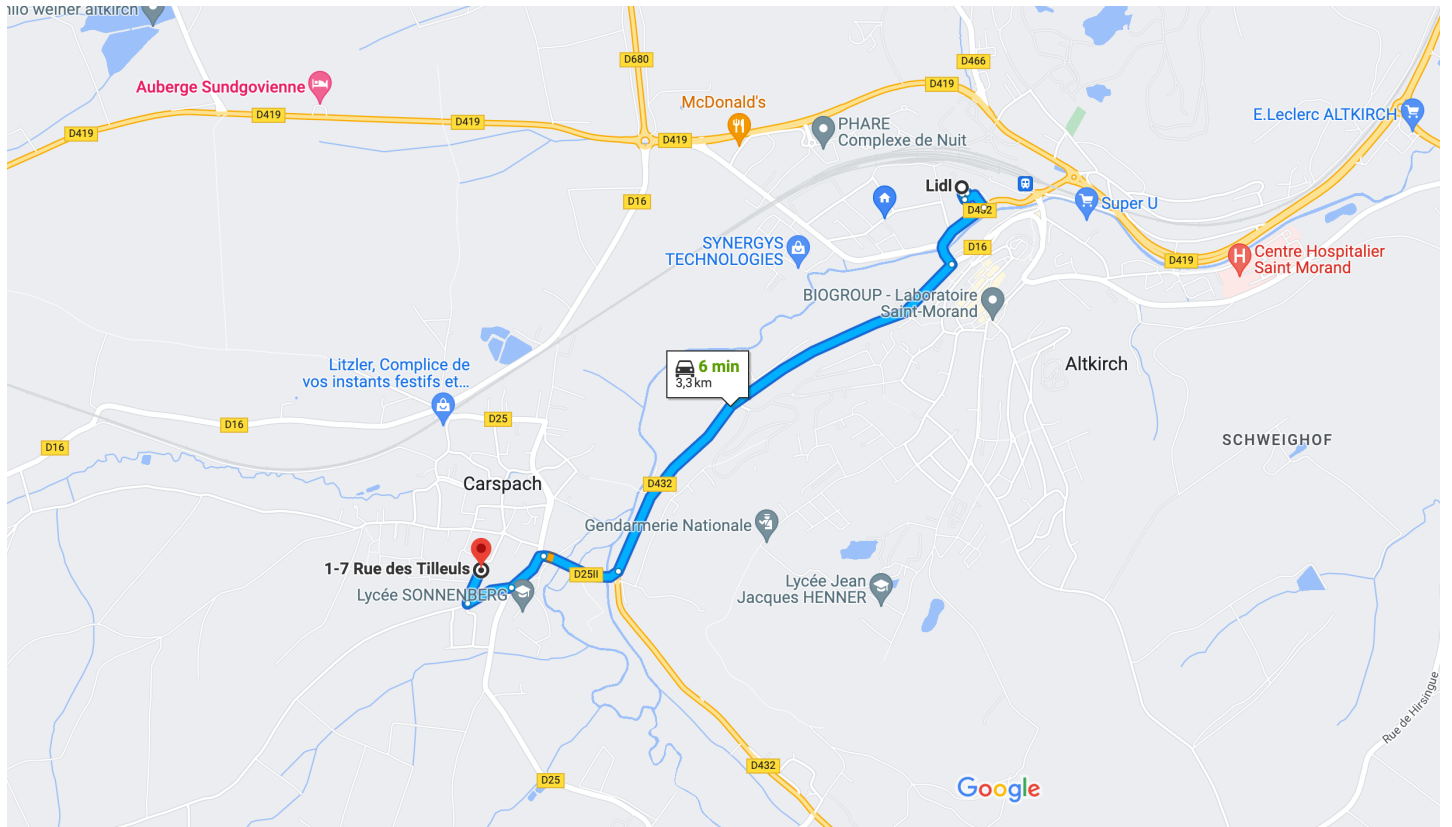 weiner altkirch
D680
D466
Auberge Sundgovienne
D419
McDonald's
D419
D419
D419
D419
E.Leclerc ALTKIRCH
PHARE
Complexe de Nuit
Lidl
D16
D432
Super U
SYNERGYS
TECHNOLOGIES
D16
D419
Centre Hospitalier
Saint Morand
BIOGROUP - Laboratoire
Saint-Morand
6 min
3,3 km
Altkirch
Litzler, Complice de
vos instants festifs et...
D16
D25
D16
SCHWEIGHOF
Carspach
D432
Gendarmerie Nationale
1-7 Rue des Tilleuls
D25II
Lycée SONNENBERG
Lycée Jean
Jacques HENNER
Rue de Hirsingue
D432
D25
Google